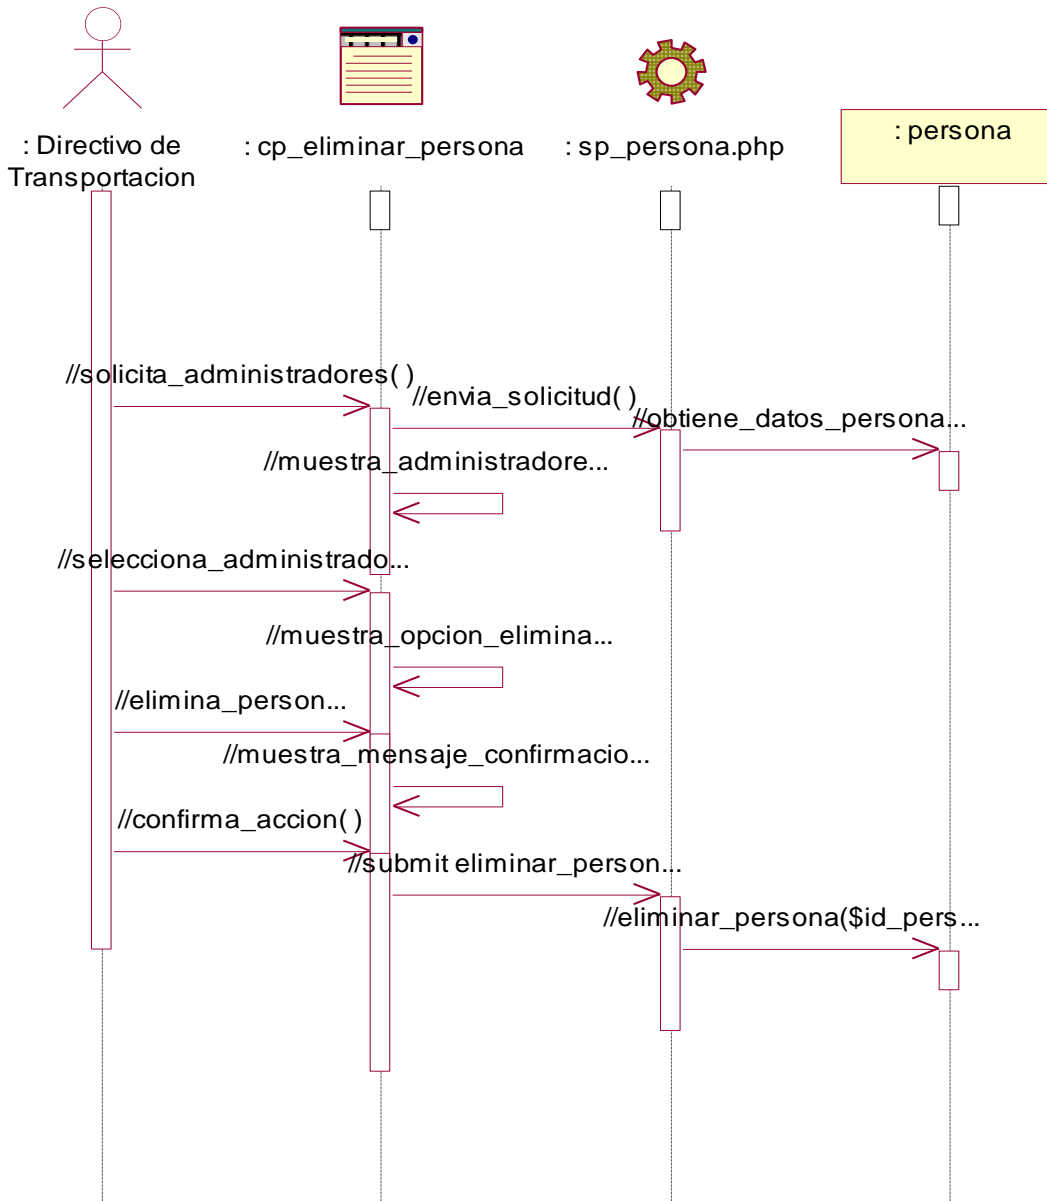 : Directivo de
Transportacion
: cp_eliminar_persona
: sp_persona.php
: persona
//solicita_administradores( )
//envia_solicitud( )
//obtiene_datos_persona...
//muestra_administradore...
//selecciona_administrado...
//muestra_opcion_elimina...
//elimina_person...
//muestra_mensaje_confirmacio...
//confirma_accion( )
//submit eliminar_person...
//eliminar_persona($id_pers...